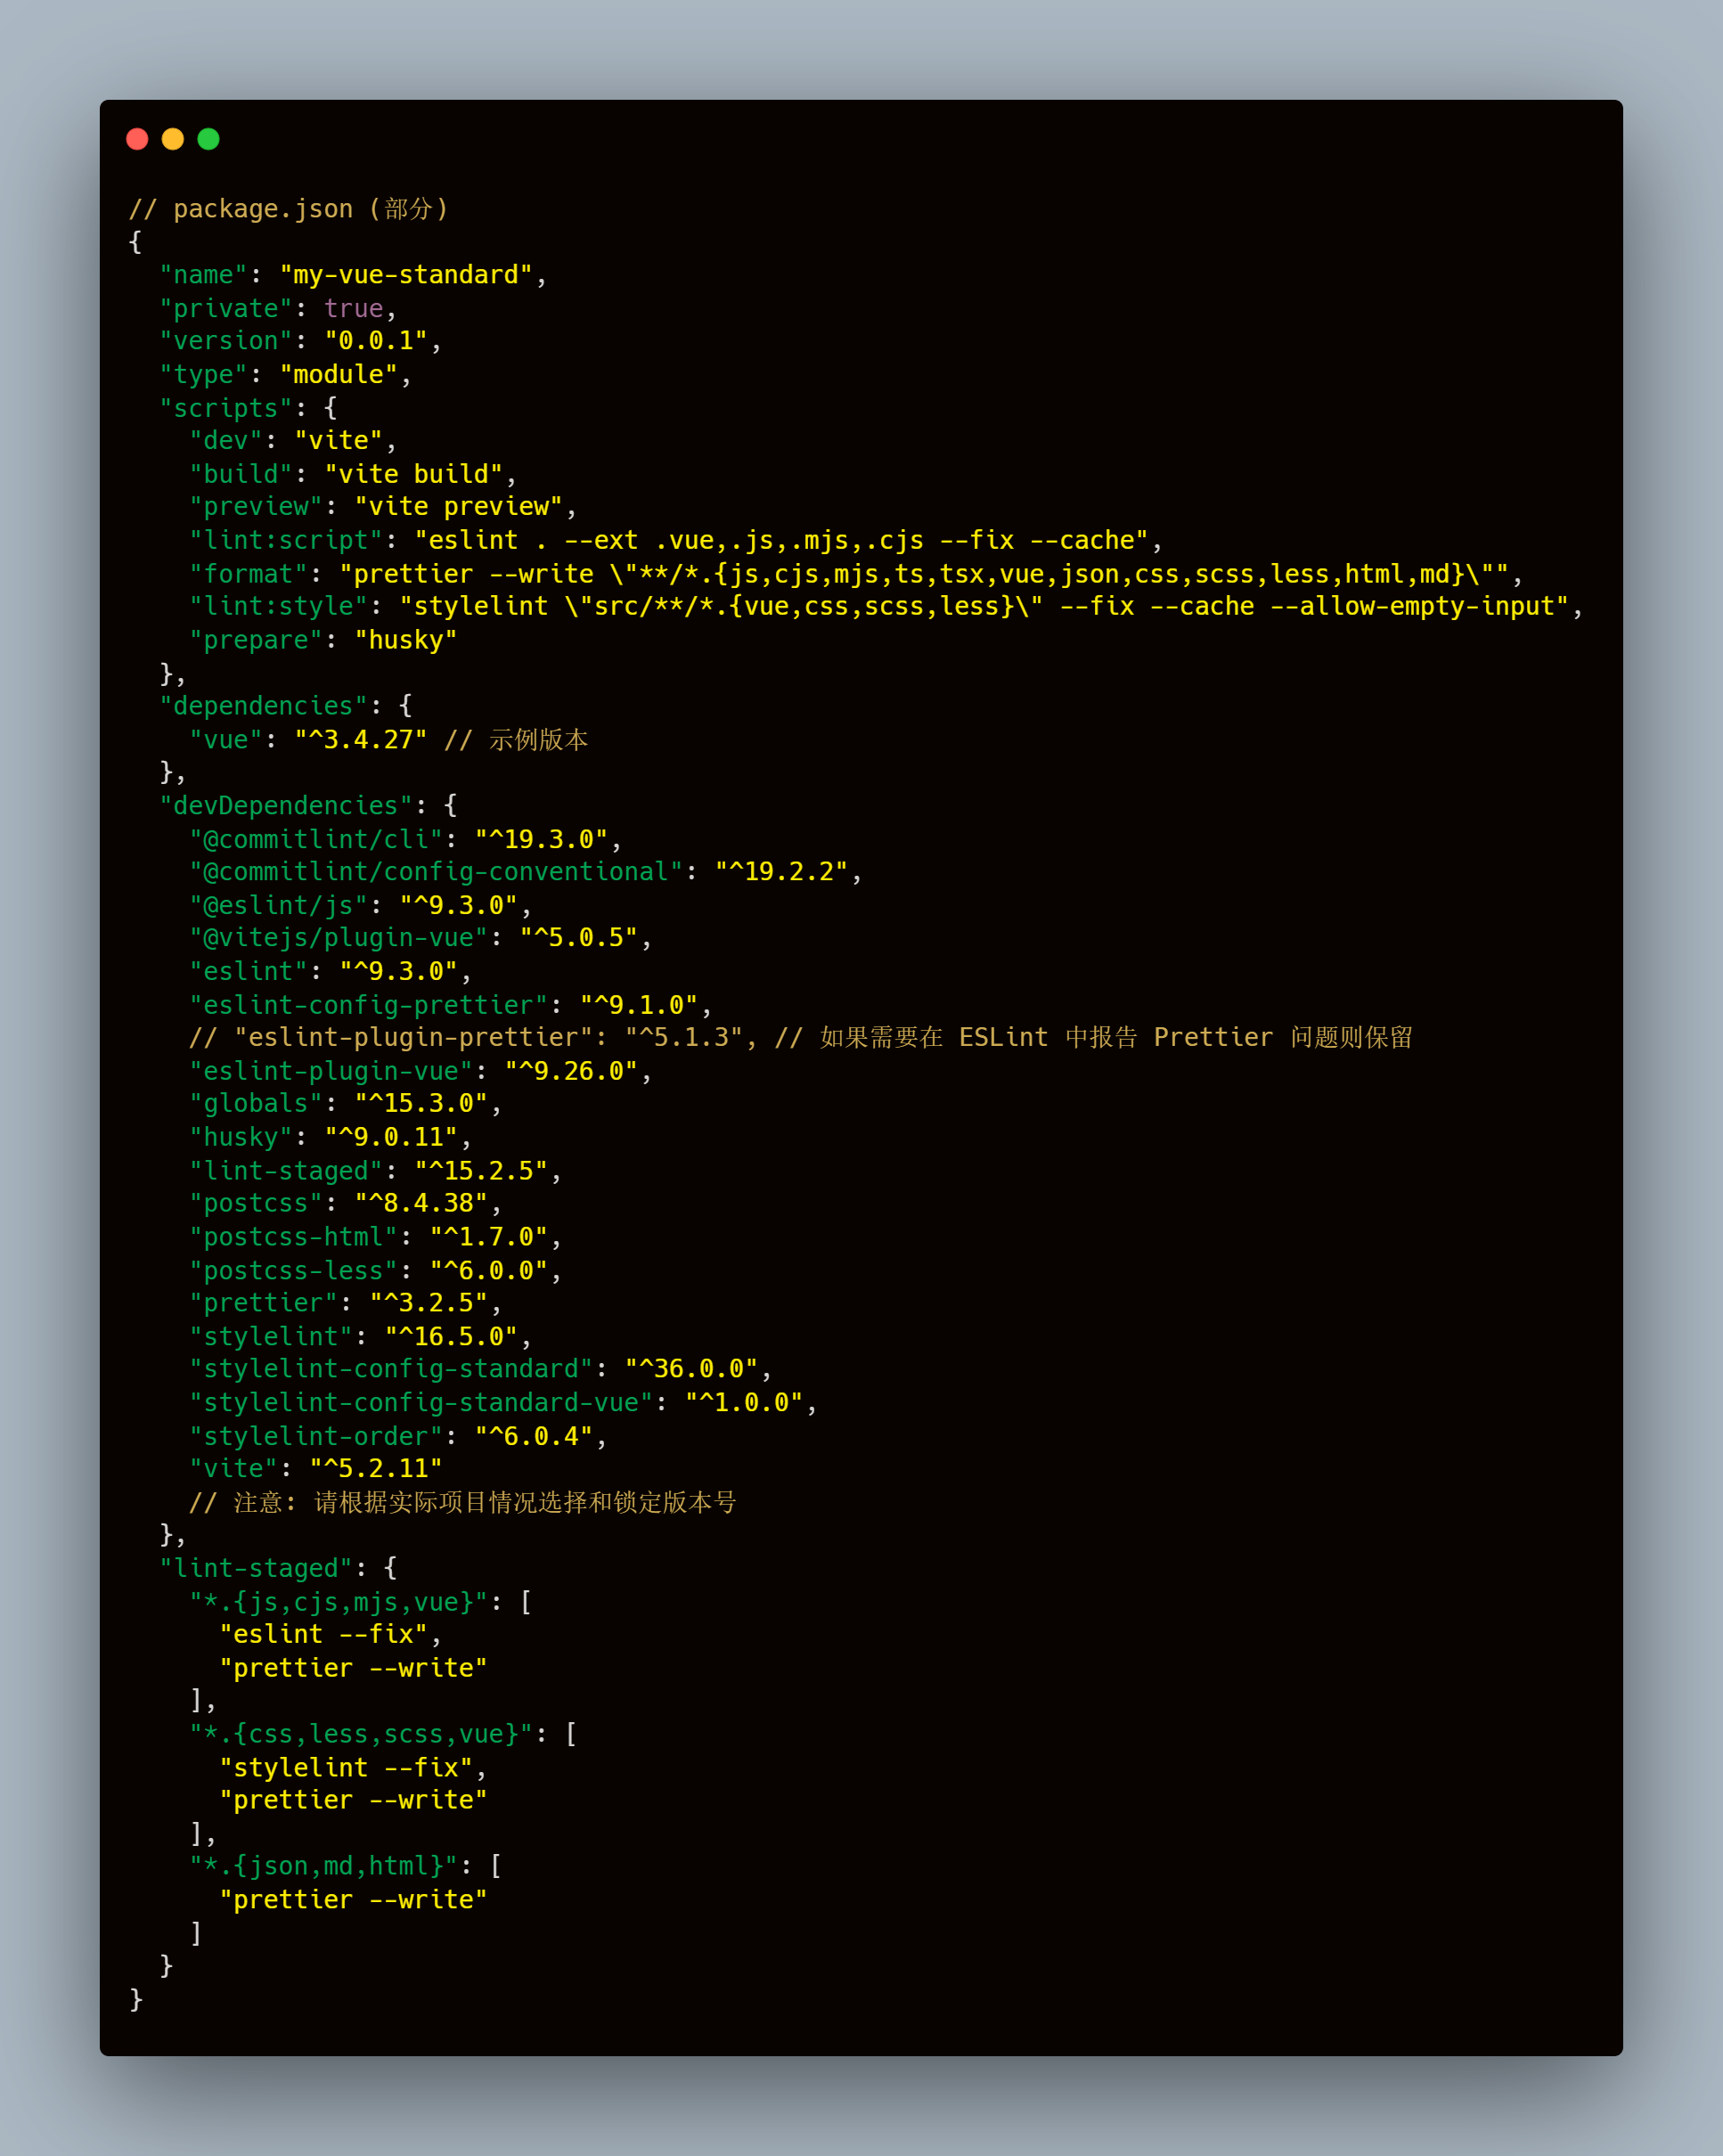 // package.json (部分)
{
  "name": "my-vue-standard",
  "private": true,
  "version": "0.0.1",
  "type": "module",
  "scripts": {
    "dev": "vite",
    "build": "vite build",
    "preview": "vite preview",
    "lint:script": "eslint . --ext .vue,.js,.mjs,.cjs --fix --cache",
    "format": "prettier --write \"**/*.{js,cjs,mjs,ts,tsx,vue,json,css,scss,less,html,md}\"",
    "lint:style": "stylelint \"src/**/*.{vue,css,scss,less}\" --fix --cache --allow-empty-input",
    "prepare": "husky"
  },
  "dependencies": {
    "vue": "^3.4.27" // 示例版本
  },
  "devDependencies": {
    "@commitlint/cli": "^19.3.0",
    "@commitlint/config-conventional": "^19.2.2",
    "@eslint/js": "^9.3.0",
    "@vitejs/plugin-vue": "^5.0.5",
    "eslint": "^9.3.0",
    "eslint-config-prettier": "^9.1.0",
    // "eslint-plugin-prettier": "^5.1.3", // 如果需要在 ESLint 中报告 Prettier 问题则保留
    "eslint-plugin-vue": "^9.26.0",
    "globals": "^15.3.0",
    "husky": "^9.0.11",
    "lint-staged": "^15.2.5",
    "postcss": "^8.4.38",
    "postcss-html": "^1.7.0",
    "postcss-less": "^6.0.0",
    "prettier": "^3.2.5",
    "stylelint": "^16.5.0",
    "stylelint-config-standard": "^36.0.0",
    "stylelint-config-standard-vue": "^1.0.0",
    "stylelint-order": "^6.0.4",
    "vite": "^5.2.11"
    // 注意: 请根据实际项目情况选择和锁定版本号
  },
  "lint-staged": {
    "*.{js,cjs,mjs,vue}": [
      "eslint --fix",
      "prettier --write"
    ],
    "*.{css,less,scss,vue}": [
      "stylelint --fix",
      "prettier --write"
    ],
    "*.{json,md,html}": [
      "prettier --write"
    ]
  }
}